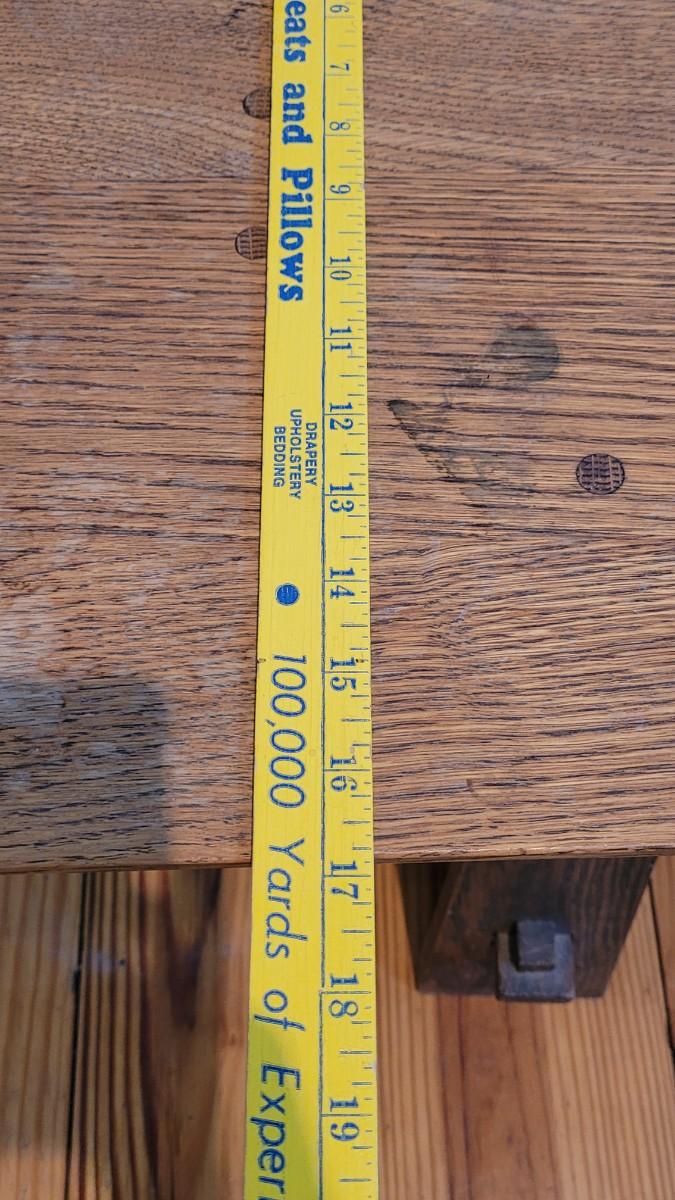 eats and Pillows
DRAPERY
UPHOLSTERY
BEDDING
100,000 Yards of Experi
6 7 8 9 10 11 12 13 14 15 16 17 18 19